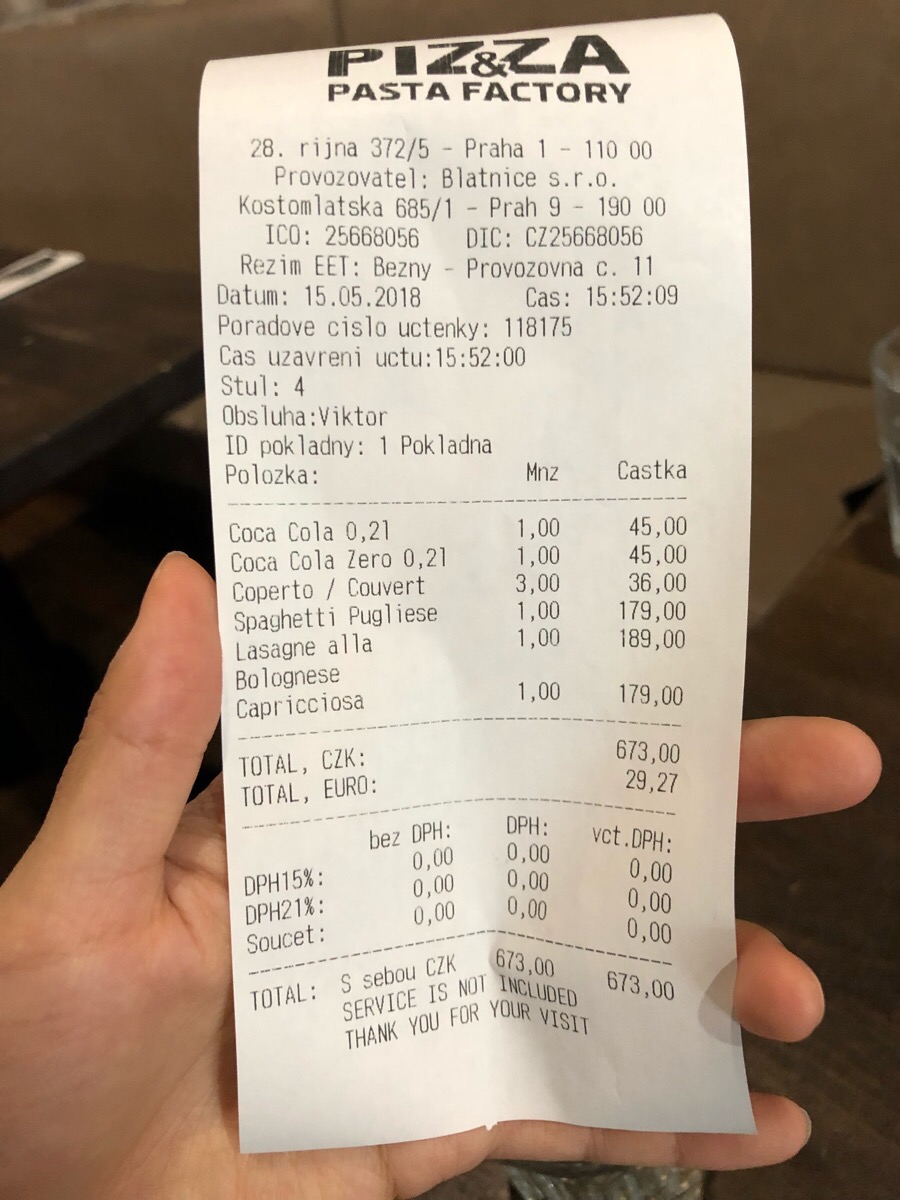 PIZ&ZA
PASTA FACTORY
28. rijna 372/5 - Praha 1 - 110 00
Provozovatel: Blatnice s.r.o.
Kostomlatska 685/1 - Prah 9 - 190 00
ICO: 25668056 DIC: CZ25668056
Rezim EET: Bezny - Provozovna c. 11
Datum: 15.05.2018 Cas: 15:52:09
Poradove cislo uctenky: 118175
Cas uzavreni uctu:15:52:00
Stul: 4
Obsluha:Viktor
ID pokladny: 1 Pokladna
Polozka: Mnz Castka
Coca Cola 0,2l 1,00 45,00
Coca Cola Zero 0,2l 1,00 45,00
Coperto / Couvert 3,00 36,00
Spaghetti Pugliese 1,00 179,00
Lasagne alla 1,00 189,00
Bolognese
Capricciosa 1,00 179,00
TOTAL, CZK: 673,00
TOTAL, EURO: 29,27
bez DPH: DPH: vct.DPH:
DPH15%: 0,00 0,00 0,00
DPH21%: 0,00 0,00 0,00
Soucet: 0,00 0,00 0,00
TOTAL: S sebou CZK 673,00 673,00
SERVICE IS NOT INCLUDED
THANK YOU FOR YOUR VISIT